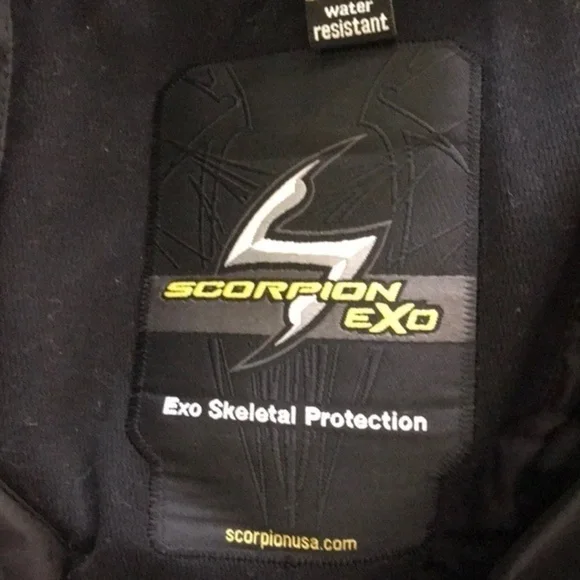 water
resistant
SCORPION
EXO
Exo Skeletal Protection
scorpionusa.com